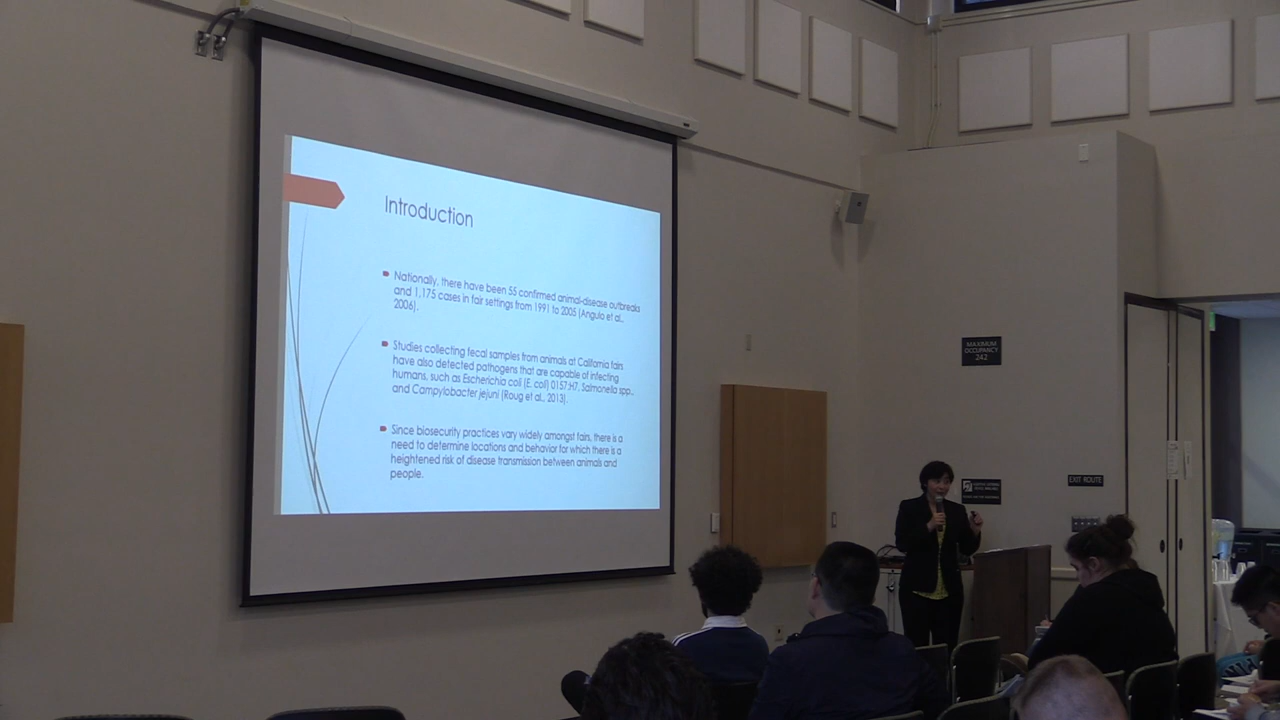 Introduction
Nationally, there have been 55 confirmed animal-disease outbreaks
and 1,175 cases in fair settings from 1991 to 2005 (Angulo et al.,
2006).
Studies collecting fecal samples from animals at California fairs
have also detected pathogens that are capable of infecting
humans, such as Escherichia coli (E. coli) 0157:H7, Salmonella spp.,
and Campylobacter jejuni (Roug et al., 2013).
Since biosecurity practices vary widely amongst fairs, there is a
need to determine locations and behavior for which there is a
heightened risk of disease transmission between animals and
people.
MAXIMUM
OCCUPANCY
242
EXIT ROUTE